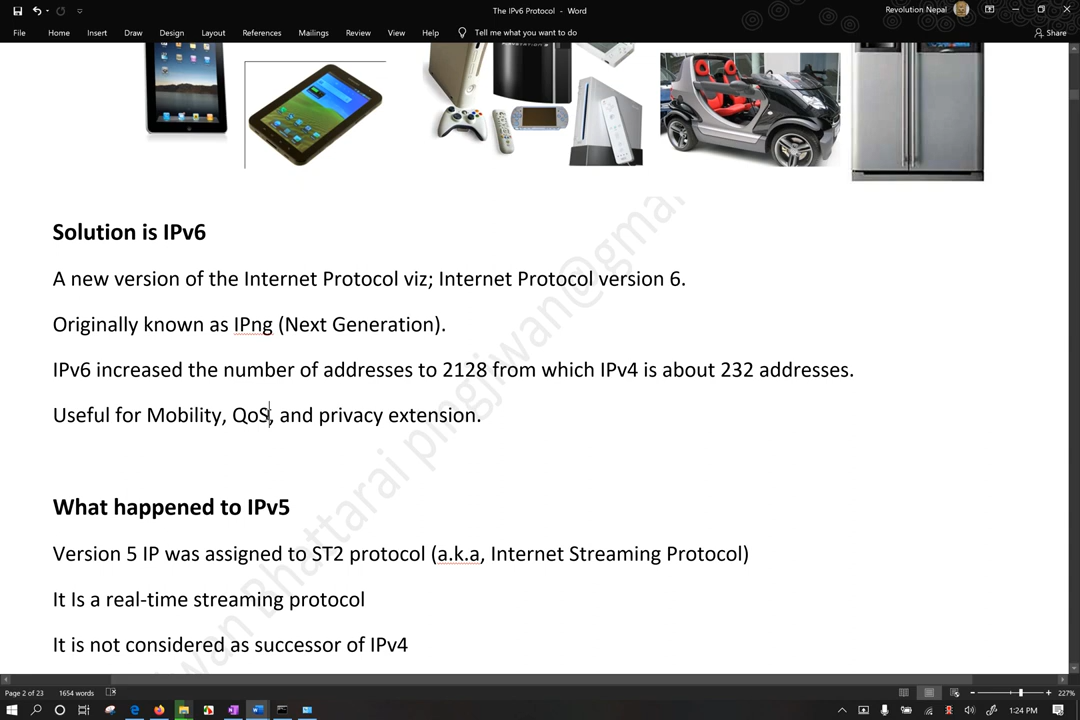 The IPv6 Protocol - Word
Revolution Nepal
File Home Insert Draw Design Layout References Mailings Review View Help Tell me what you want to do Share
Solution is IPv6
A new version of the Internet Protocol viz; Internet Protocol version 6.
Originally known as IPng (Next Generation).
IPv6 increased the number of addresses to 2128 from which IPv4 is about 232 addresses.
Useful for Mobility, QoS, and privacy extension.
What happened to IPv5
Version 5 IP was assigned to ST2 protocol (a.k.a, Internet Streaming Protocol)
It Is a real-time streaming protocol
It is not considered as successor of IPv4
iwan Bhattarai pmgjiwan@gmai
Page 2 of 23 1654 words 227%
1:24 PM